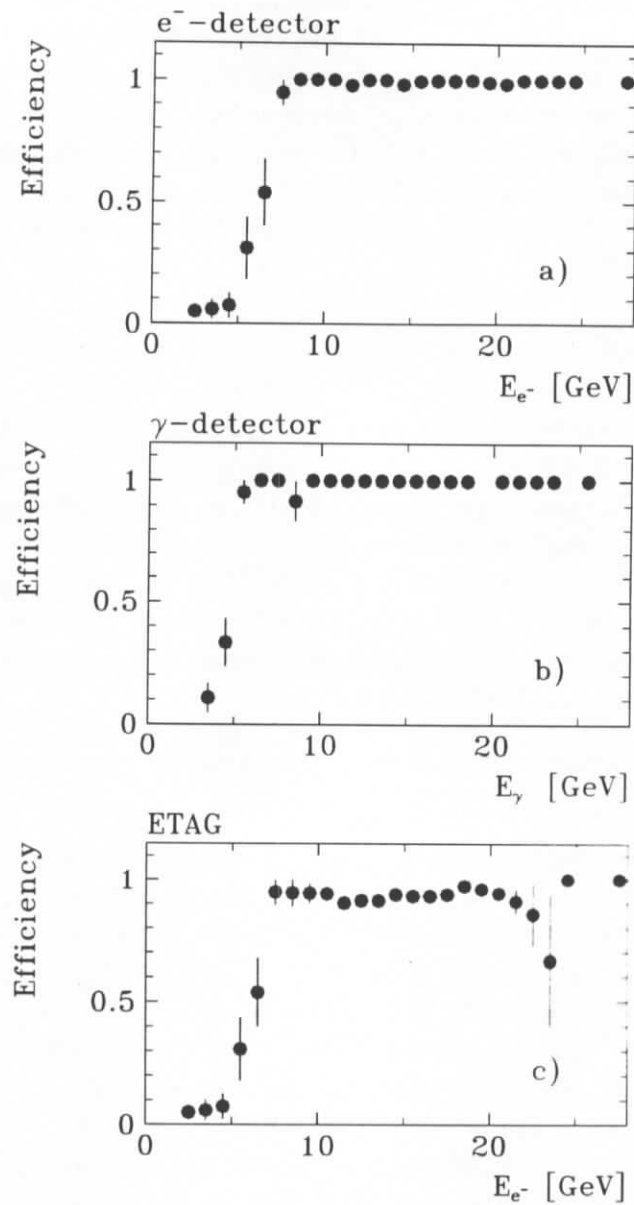 e⁻-detector
Efficiency
1
0.5
0
a)
0 10 20
E_e- [GeV]
γ-detector
Efficiency
1
0.5
0
b)
0 10 20
E_γ [GeV]
ETAG
Efficiency
1
0.5
0
c)
0 10 20
E_e- [GeV]